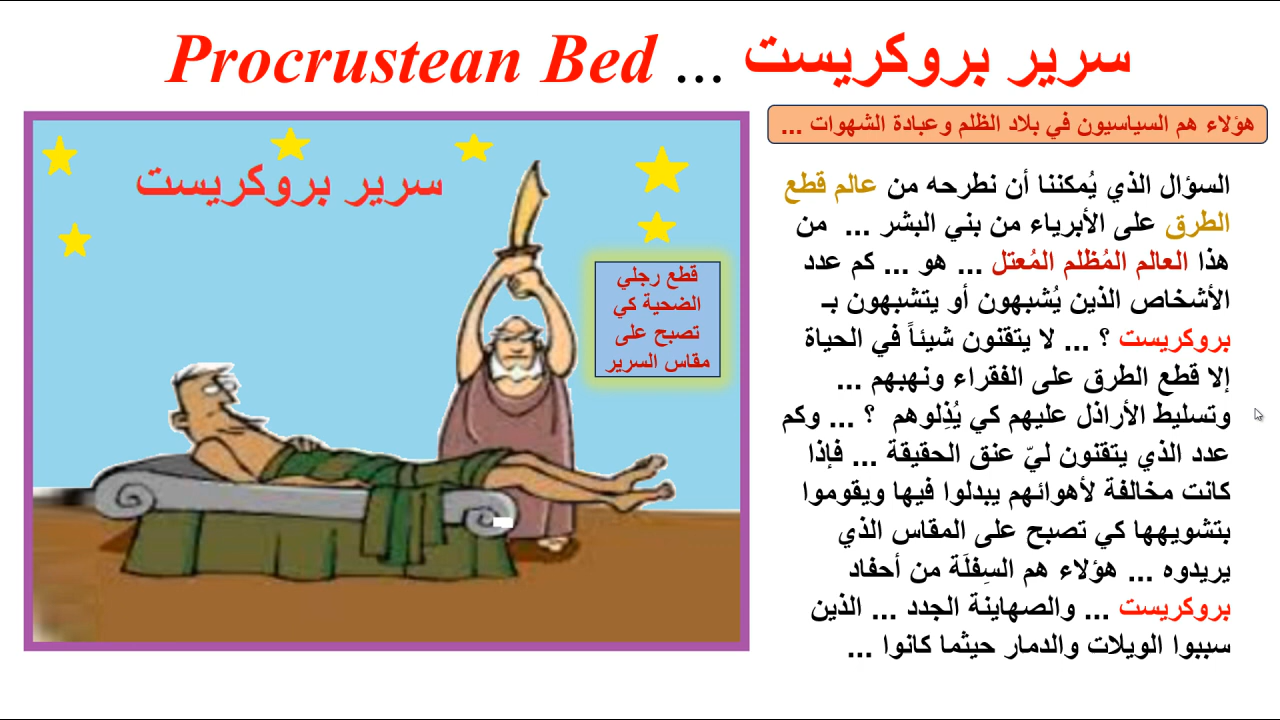 سرير بروكريست ... Procrustean Bed
سرير بروكريست
قطع رجلي
الضحية كي
تصبح على
مقاس السرير
هؤلاء هم السياسيون في بلاد الظلم وعبادة الشهوات ...
السؤال الذي يُمكننا أن نطرحه من عالم قطع
الطرق على الأبرياء من بني البشر ... من
هذا العالم المُظلم المُعتل ... هو ... كم عدد
الأشخاص الذين يُشبهون أو يتشبهون بـ
بروكريست ؟ ... لا يتقنون شيئاً في الحياة
إلا قطع الطرق على الفقراء ونهبهم ...
وتسليط الأراذل عليهم كي يُذِلوهم ؟ ... وكم
عدد الذي يتقنون ليّ عنق الحقيقة ... فإذا
كانت مخالفة لأهوائهم يبدلوا فيها ويقوموا
بتشويهها كي تصبح على المقاس الذي
يريدوه ... هؤلاء هم السِفلَة من أحفاد
بروكريست ... والصهاينة الجدد ... الذين
سببوا الويلات والدمار حيثما كانوا ...